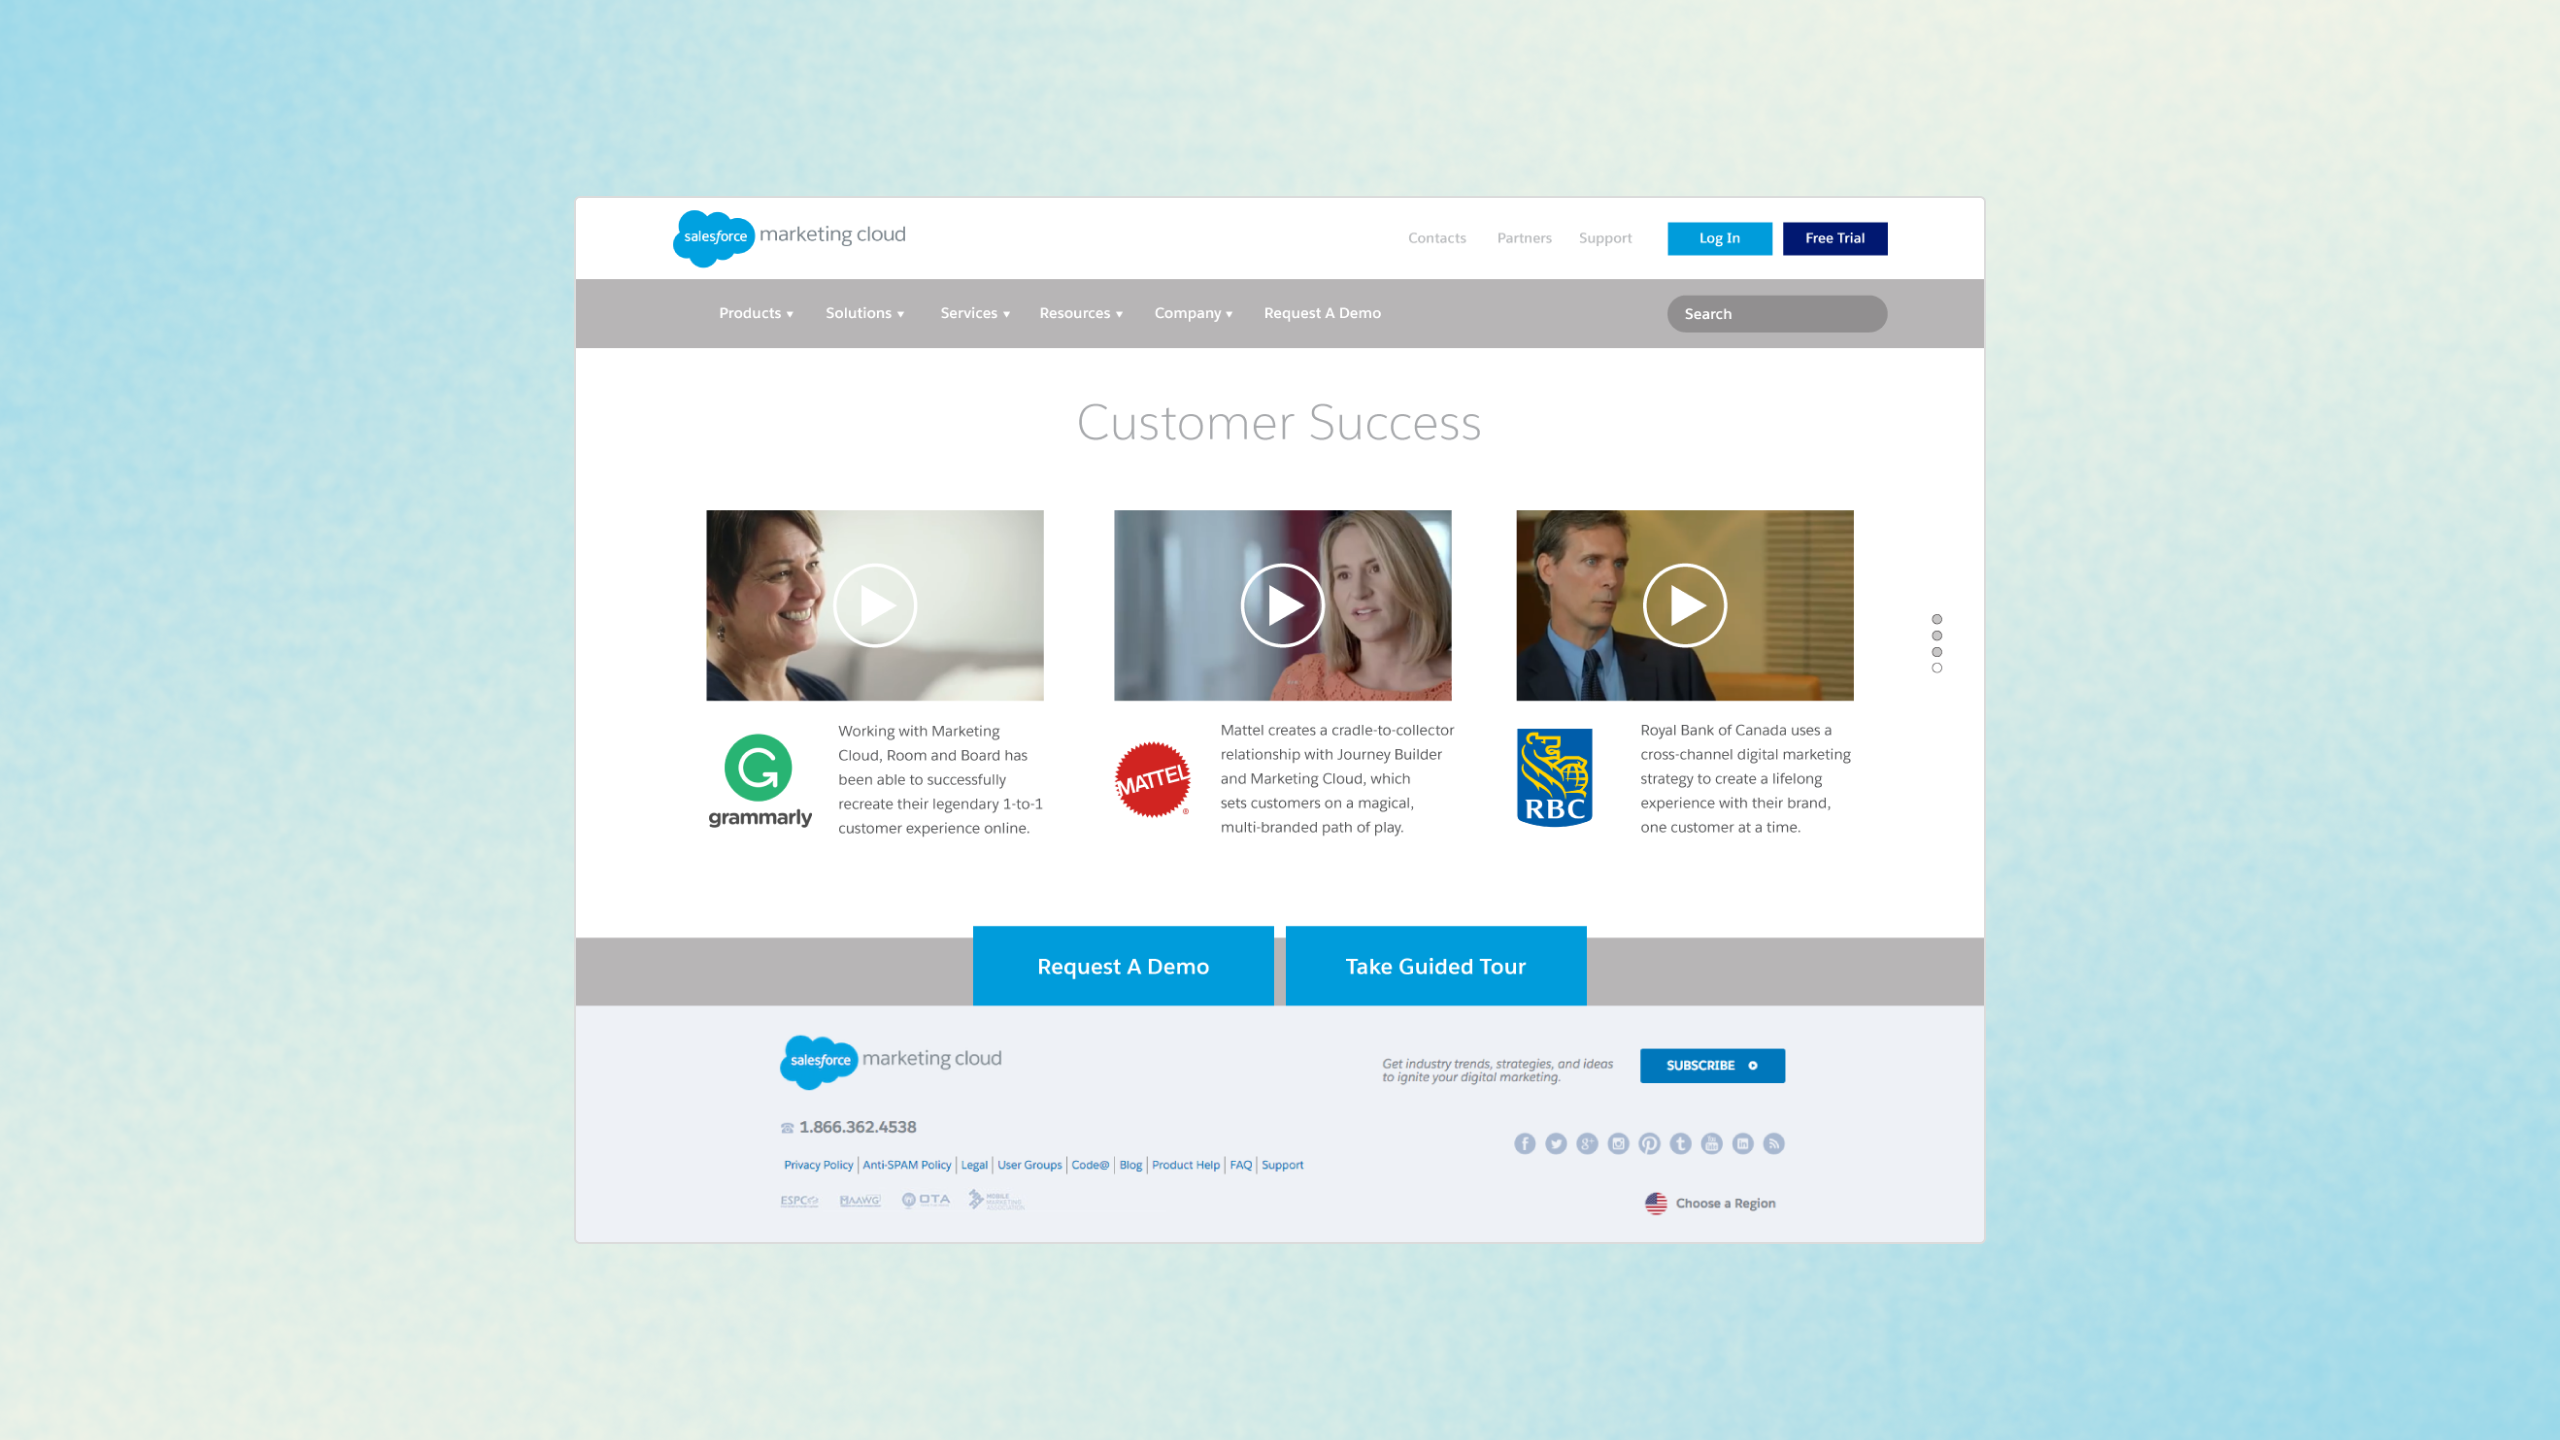 salesforce marketing cloud
Contacts Partners Support Log In Free Trial
Products Solutions Services Resources Company Request A Demo Search
Customer Success
grammarly
Working with Marketing
Cloud, Room and Board has
been able to successfully
recreate their legendary 1-to-1
customer experience online.
MATTEL
®
Mattel creates a cradle-to-collector
relationship with Journey Builder
and Marketing Cloud, which
sets customers on a magical,
multi-branded path of play.
RBC
Royal Bank of Canada uses a
cross-channel digital marketing
strategy to create a lifelong
experience with their brand,
one customer at a time.
Request A Demo Take Guided Tour
salesforce marketing cloud
Get industry trends, strategies, and ideas
to ignite your digital marketing.
SUBSCRIBE
1.866.362.4538
Privacy Policy | Anti-SPAM Policy | Legal | User Groups | Code@ | Blog | Product Help | FAQ | Support
ESPC MAAWG OTA MOBILE
MARKETING
ASSOCIATION
Choose a Region